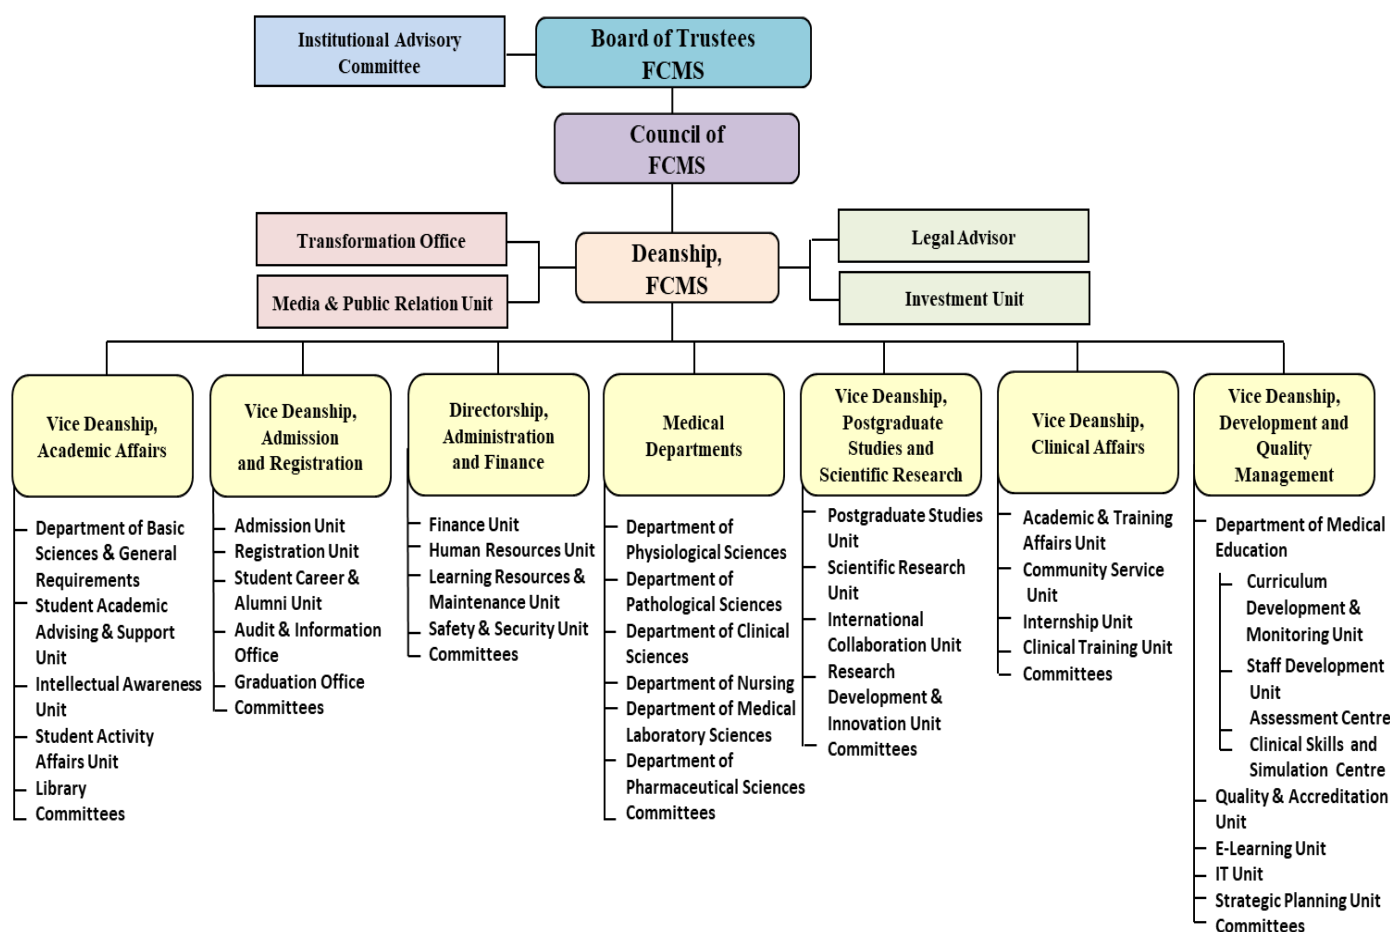 Institutional Advisory
Committee
Board of Trustees
FCMS
Council of
FCMS
Transformation Office
Media & Public Relation Unit
Deanship,
FCMS
Legal Advisor
Investment Unit
Vice Deanship,
Academic Affairs
Department of Basic
Sciences & General
Requirements
Student Academic
Advising & Support
Unit
Intellectual Awareness
Unit
Student Activity
Affairs Unit
Library
Committees
Vice Deanship,
Admission
and Registration
Admission Unit
Registration Unit
Student Career &
Alumni Unit
Audit & Information
Office
Graduation Office
Committees
Directorship,
Administration
and Finance
Finance Unit
Human Resources Unit
Learning Resources &
Maintenance Unit
Safety & Security Unit
Committees
Medical
Departments
Department of
Physiological Sciences
Department of
Pathological Sciences
Department of Clinical
Sciences
Department of Nursing
Department of Medical
Laboratory Sciences
Department of
Pharmaceutical Sciences
Committees
Vice Deanship,
Postgraduate
Studies and
Scientific Research
Postgraduate Studies
Unit
Scientific Research
Unit
International
Collaboration Unit
Research
Development &
Innovation Unit
Committees
Vice Deanship,
Clinical Affairs
Academic & Training
Affairs Unit
Community Service
Unit
Internship Unit
Clinical Training Unit
Committees
Vice Deanship,
Development and
Quality
Management
Department of Medical
Education
Curriculum
Development &
Monitoring Unit
Staff Development
Unit
Assessment Centre
Clinical Skills and
Simulation Centre
Quality & Accreditation
Unit
E-Learning Unit
IT Unit
Strategic Planning Unit
Committees